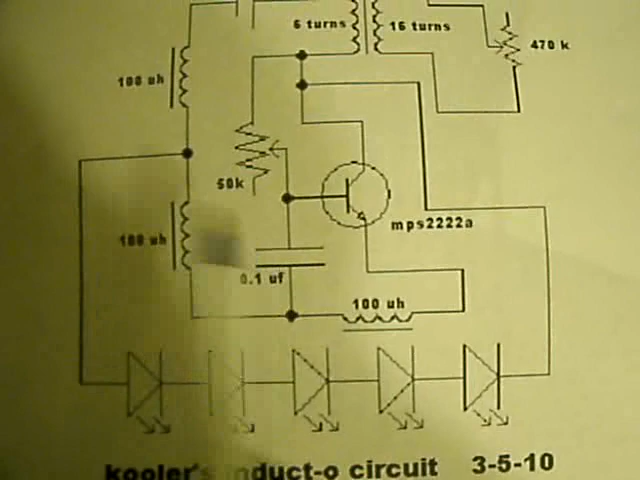 6 turns 16 turns
470 k
100 uh
50k
mps2222a
100 uh
0.1 uf
100 uh
kooler's induct-o circuit 3-5-10